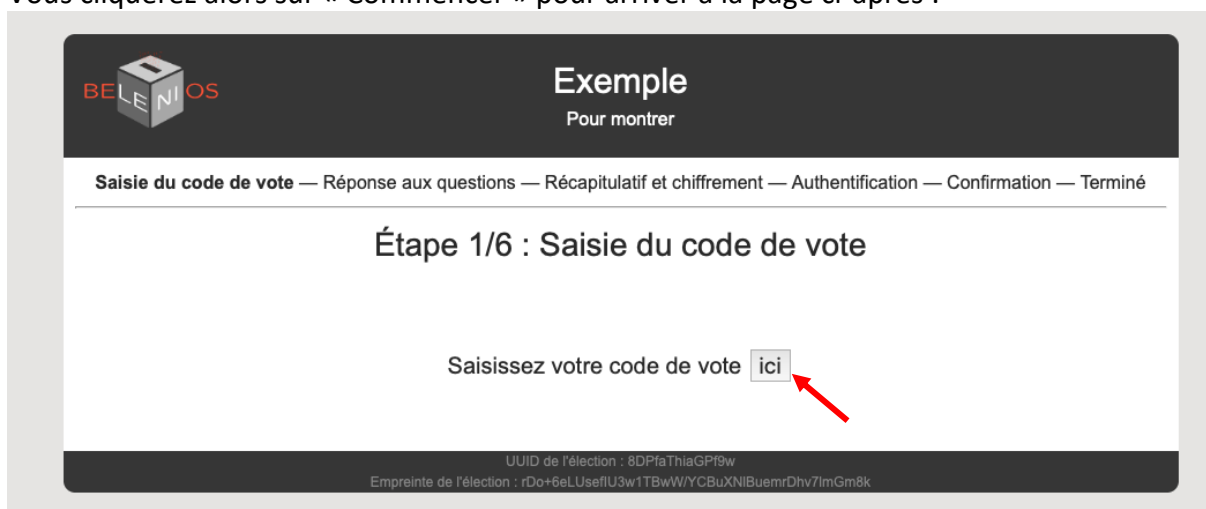 Vous cliquerez alors sur « Commencer » pour arriver à la page ci-après :
BELENIOS
Exemple
Pour montrer
Saisie du code de vote — Réponse aux questions — Récapitulatif et chiffrement — Authentification — Confirmation — Terminé
Étape 1/6 : Saisie du code de vote
Saisissez votre code de vote ici
UUID de l'élection : 8DPfaThiaGPf9w
Empreinte de l'élection : rDo+6eLUseflU3w1TBwW/YCBuXNlBuemrDhv7lmGm8k